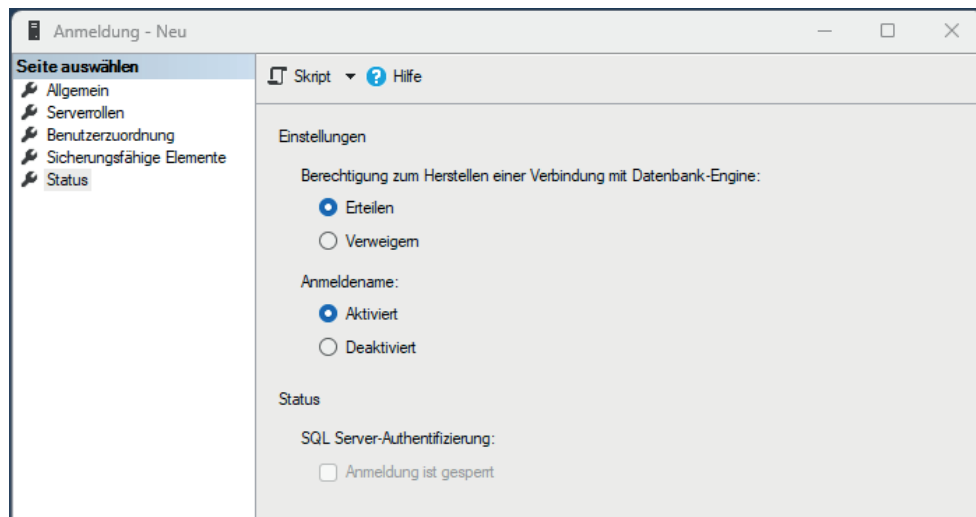 Anmeldung - Neu
Seite auswählen
Allgemein
Serverrollen
Benutzerzuordnung
Sicherungsfähige Elemente
Status
Skript
Hilfe
Einstellungen
Berechtigung zum Herstellen einer Verbindung mit Datenbank-Engine:
Erteilen
Verweigern
Anmeldename:
Aktiviert
Deaktiviert
Status
SQL Server-Authentifizierung:
Anmeldung ist gesperrt